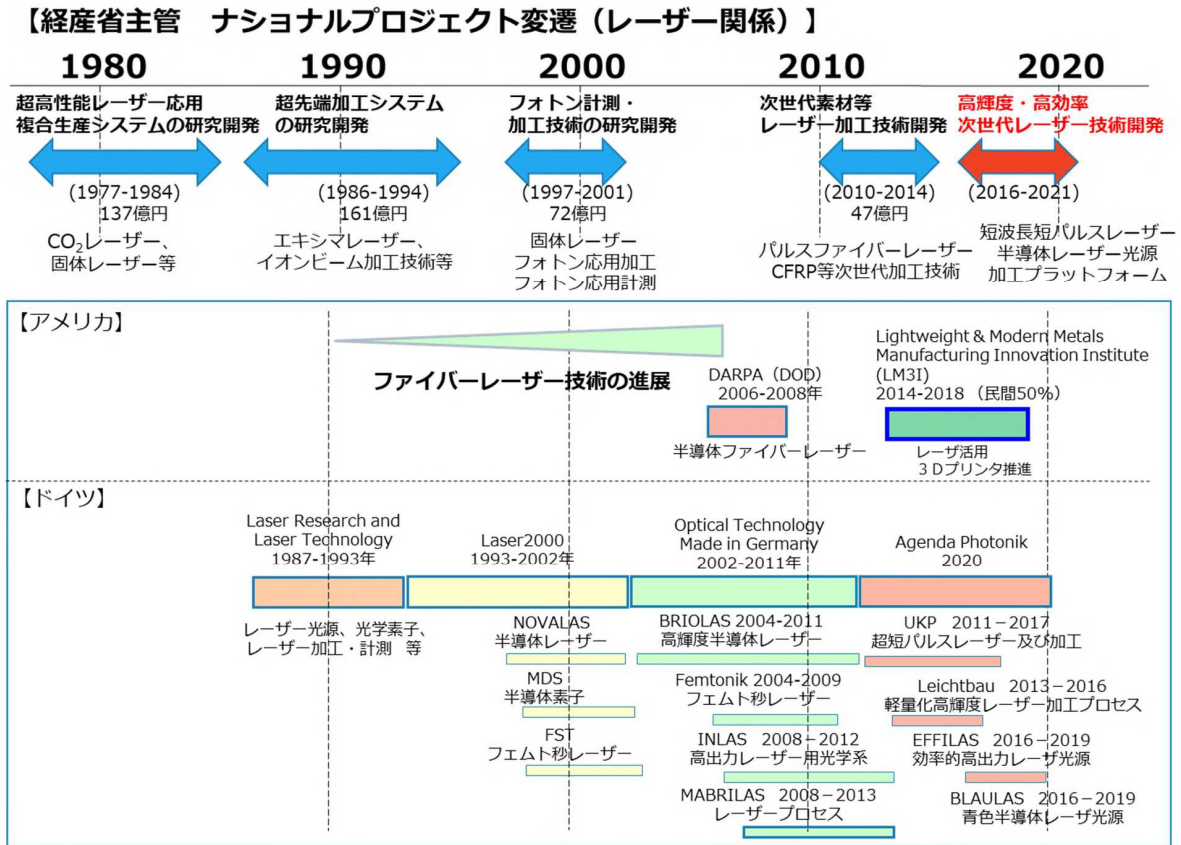 【経産省主管　ナショナルプロジェクト変遷（レーザー関係）】
1980
1990
2000
2010
2020
超高性能レーザー応用
複合生産システムの研究開発
(1977-1984)
137億円
CO₂レーザー、
固体レーザー等
超先端加工システム
の研究開発
(1986-1994)
161億円
エキシマレーザー、
イオンビーム加工技術等
フォトン計測・
加工技術の研究開発
(1997-2001)
72億円
固体レーザー
フォトン応用加工
フォトン応用計測
次世代素材等
レーザー加工技術開発
(2010-2014)
47億円
パルスファイバーレーザー
CFRP等次世代加工技術
高輝度・高効率
次世代レーザー技術開発
(2016-2021)
短波長短パルスレーザー
半導体レーザー光源
加工プラットフォーム
【アメリカ】
ファイバーレーザー技術の進展
DARPA（DOD）
2006-2008年
半導体ファイバーレーザー
Lightweight & Modern Metals
Manufacturing Innovation Institute
(LM3I)
2014-2018 （民間50%）
レーザ活用
３Ｄプリンタ推進
【ドイツ】
Laser Research and
Laser Technology
1987-1993年
レーザー光源、光学素子、
レーザー加工・計測　等
Laser2000
1993-2002年
NOVALAS
半導体レーザー
MDS
半導体素子
FST
フェムト秒レーザー
Optical Technology
Made in Germany
2002-2011年
BRIOLAS 2004-2011
高輝度半導体レーザー
Femtonik 2004-2009
フェムト秒レーザー
INLAS　2008－2012
高出力レーザー用光学系
MABRILAS　2008－2013
レーザープロセス
Agenda Photonik
2020
UKP　2011－2017
超短パルスレーザー及び加工
Leichtbau　2013－2016
軽量化高輝度レーザー加工プロセス
EFFILAS　2016－2019
効率的高出力レーザ光源
BLAULAS　2016－2019
青色半導体レーザ光源